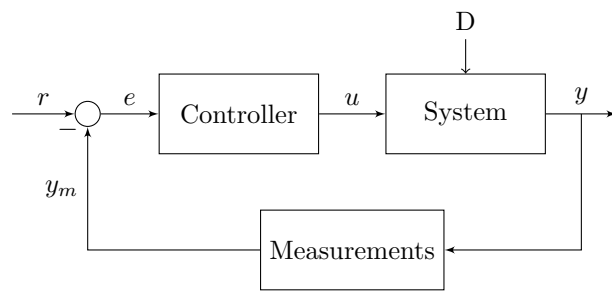 D
r
e
Controller
u
System
y
−
y_m
Measurements